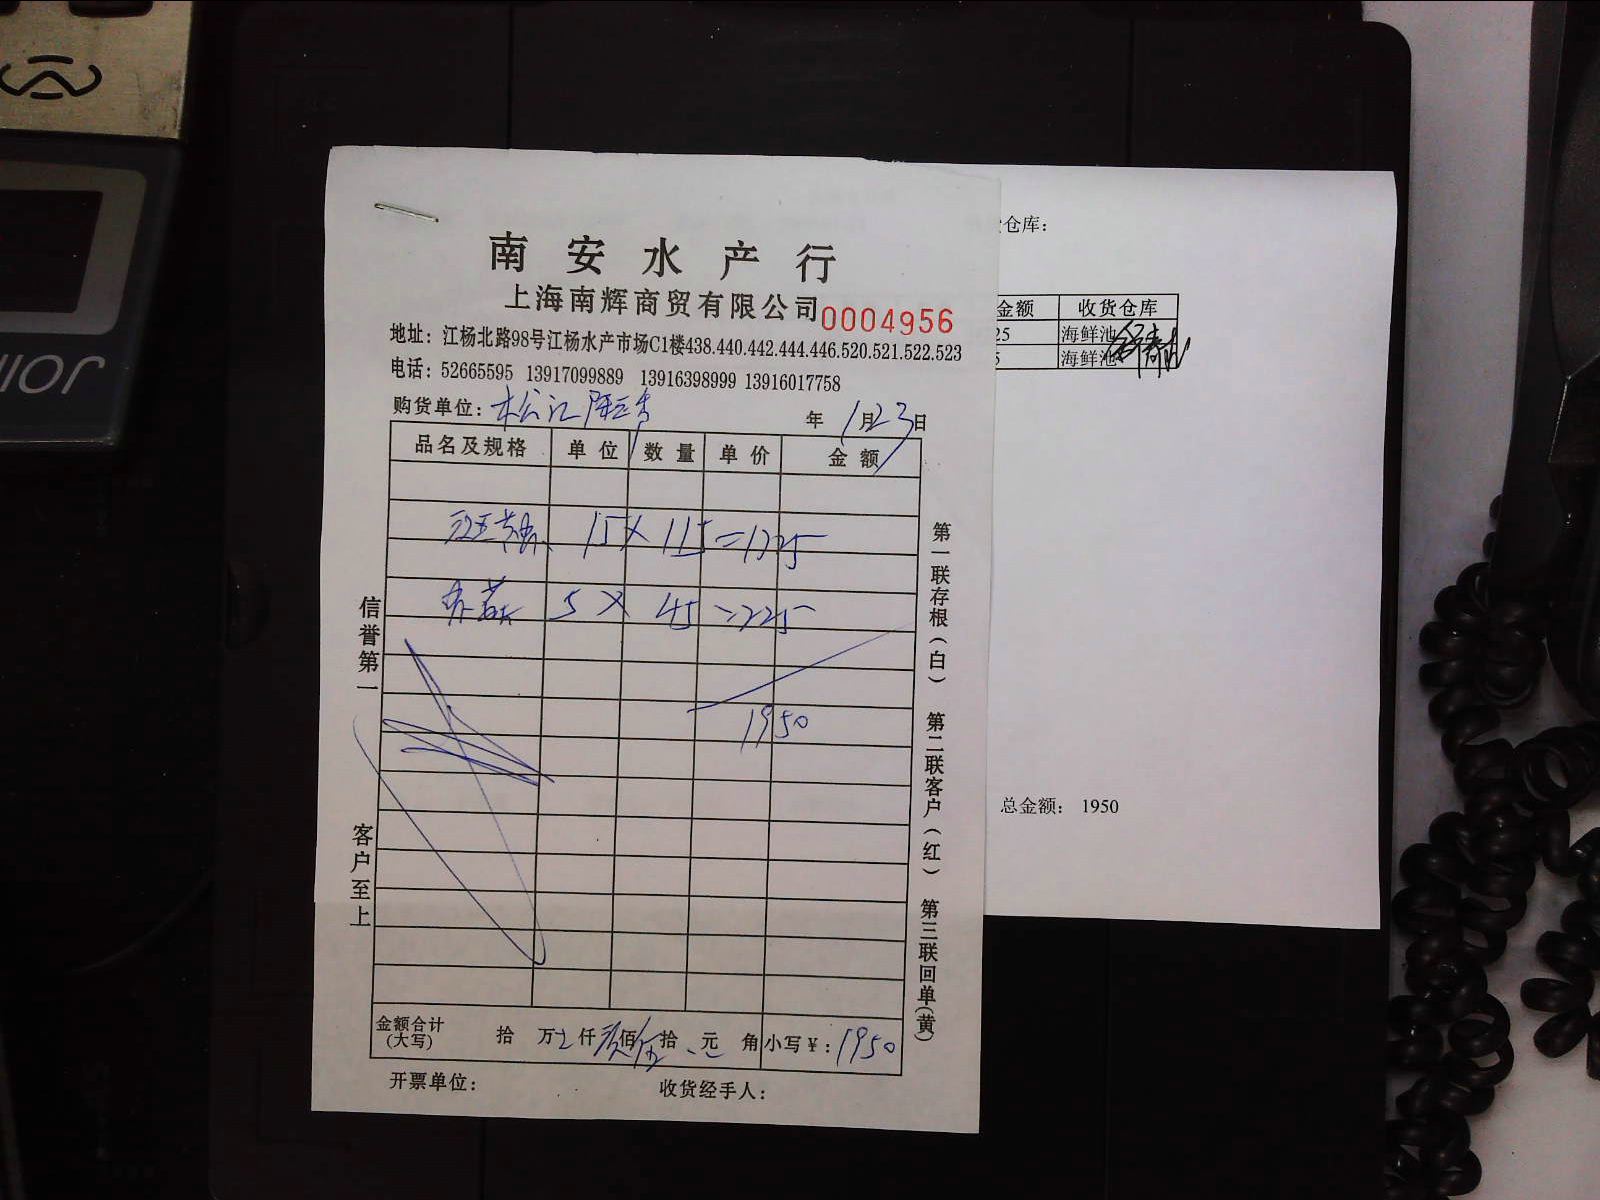 南安水产行
上海南辉商贸有限公司 0004956
地址：江杨北路98号江杨水产市场C1楼438.440.442.444.446.520.521.522.523
电话：52665595 13917099889 13916398999 13916017758
购货单位：松江 年1月23日
品名及规格 单位 数量 单价 金额
15×115=1725
5×45=225
1950
金额合计(大写) 拾 万 仟 佰 拾 元 角 小写¥：1950
开票单位： 收货经手人：
信誉第一
客户至上
第一联存根(白) 第二联客户(红) 第三联回单(黄)
仓库：
金额 收货仓库
25 海鲜池
5 海鲜池
总金额： 1950